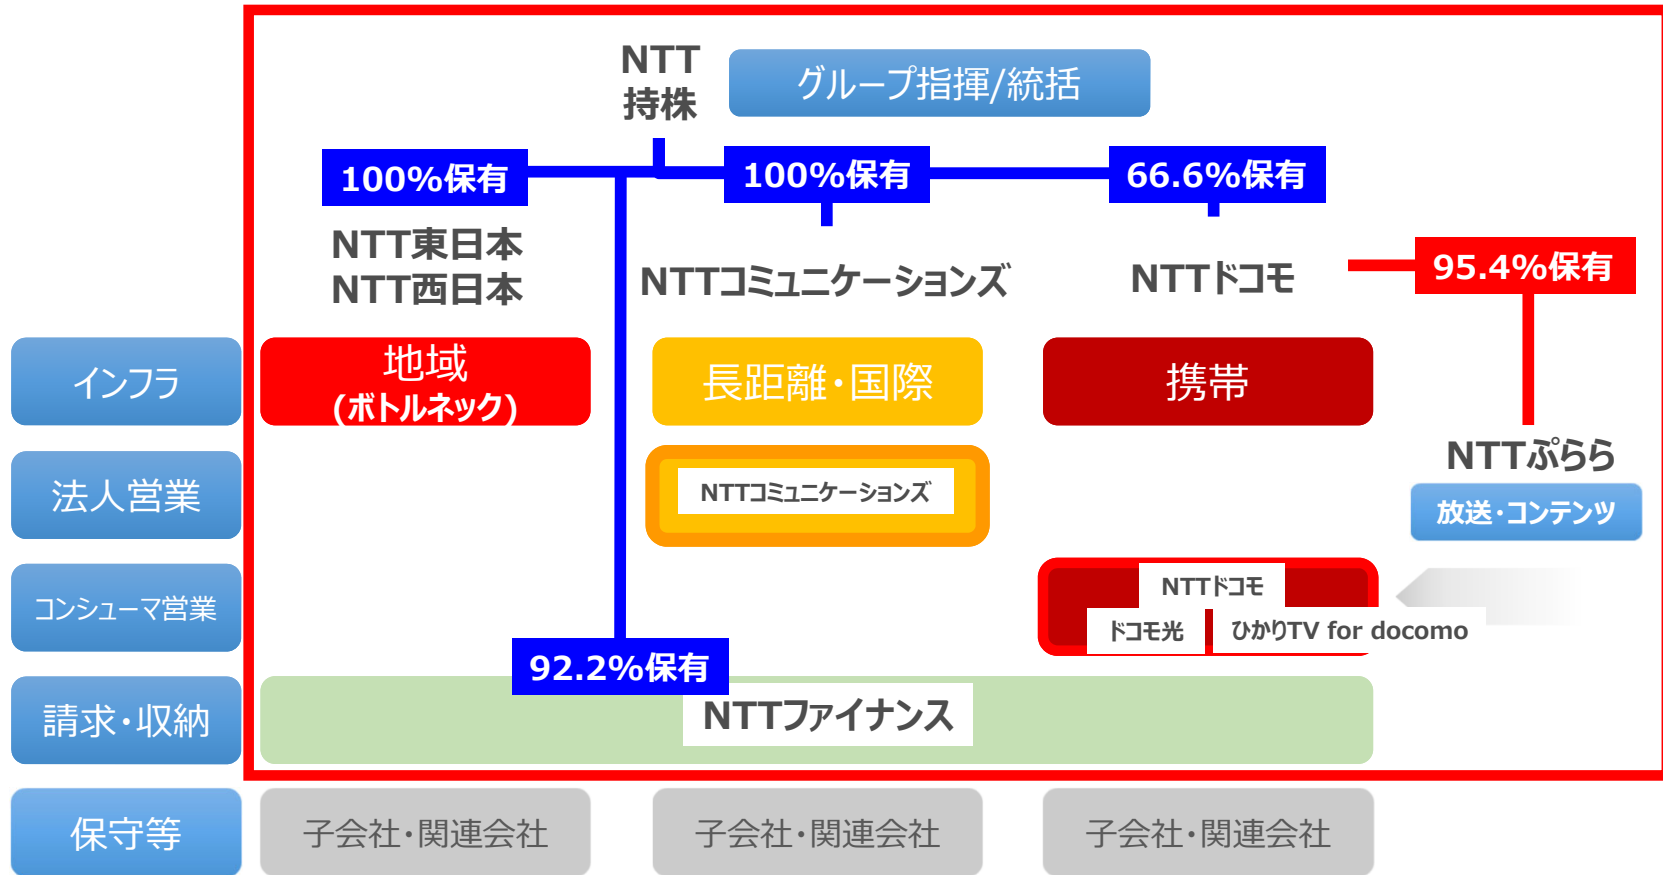 NTT
持株
グループ指揮/統括
100%保有
100%保有
66.6%保有
NTT東日本
NTT西日本
NTTコミュニケーションズ
NTTドコモ
95.4%保有
インフラ
地域
(ボトルネック)
長距離・国際
携帯
NTTぷらら
法人営業
NTTコミュニケーションズ
放送・コンテンツ
コンシューマ営業
NTTドコモ
ドコモ光
ひかりTV for docomo
92.2%保有
請求・収納
NTTファイナンス
保守等
子会社・関連会社
子会社・関連会社
子会社・関連会社